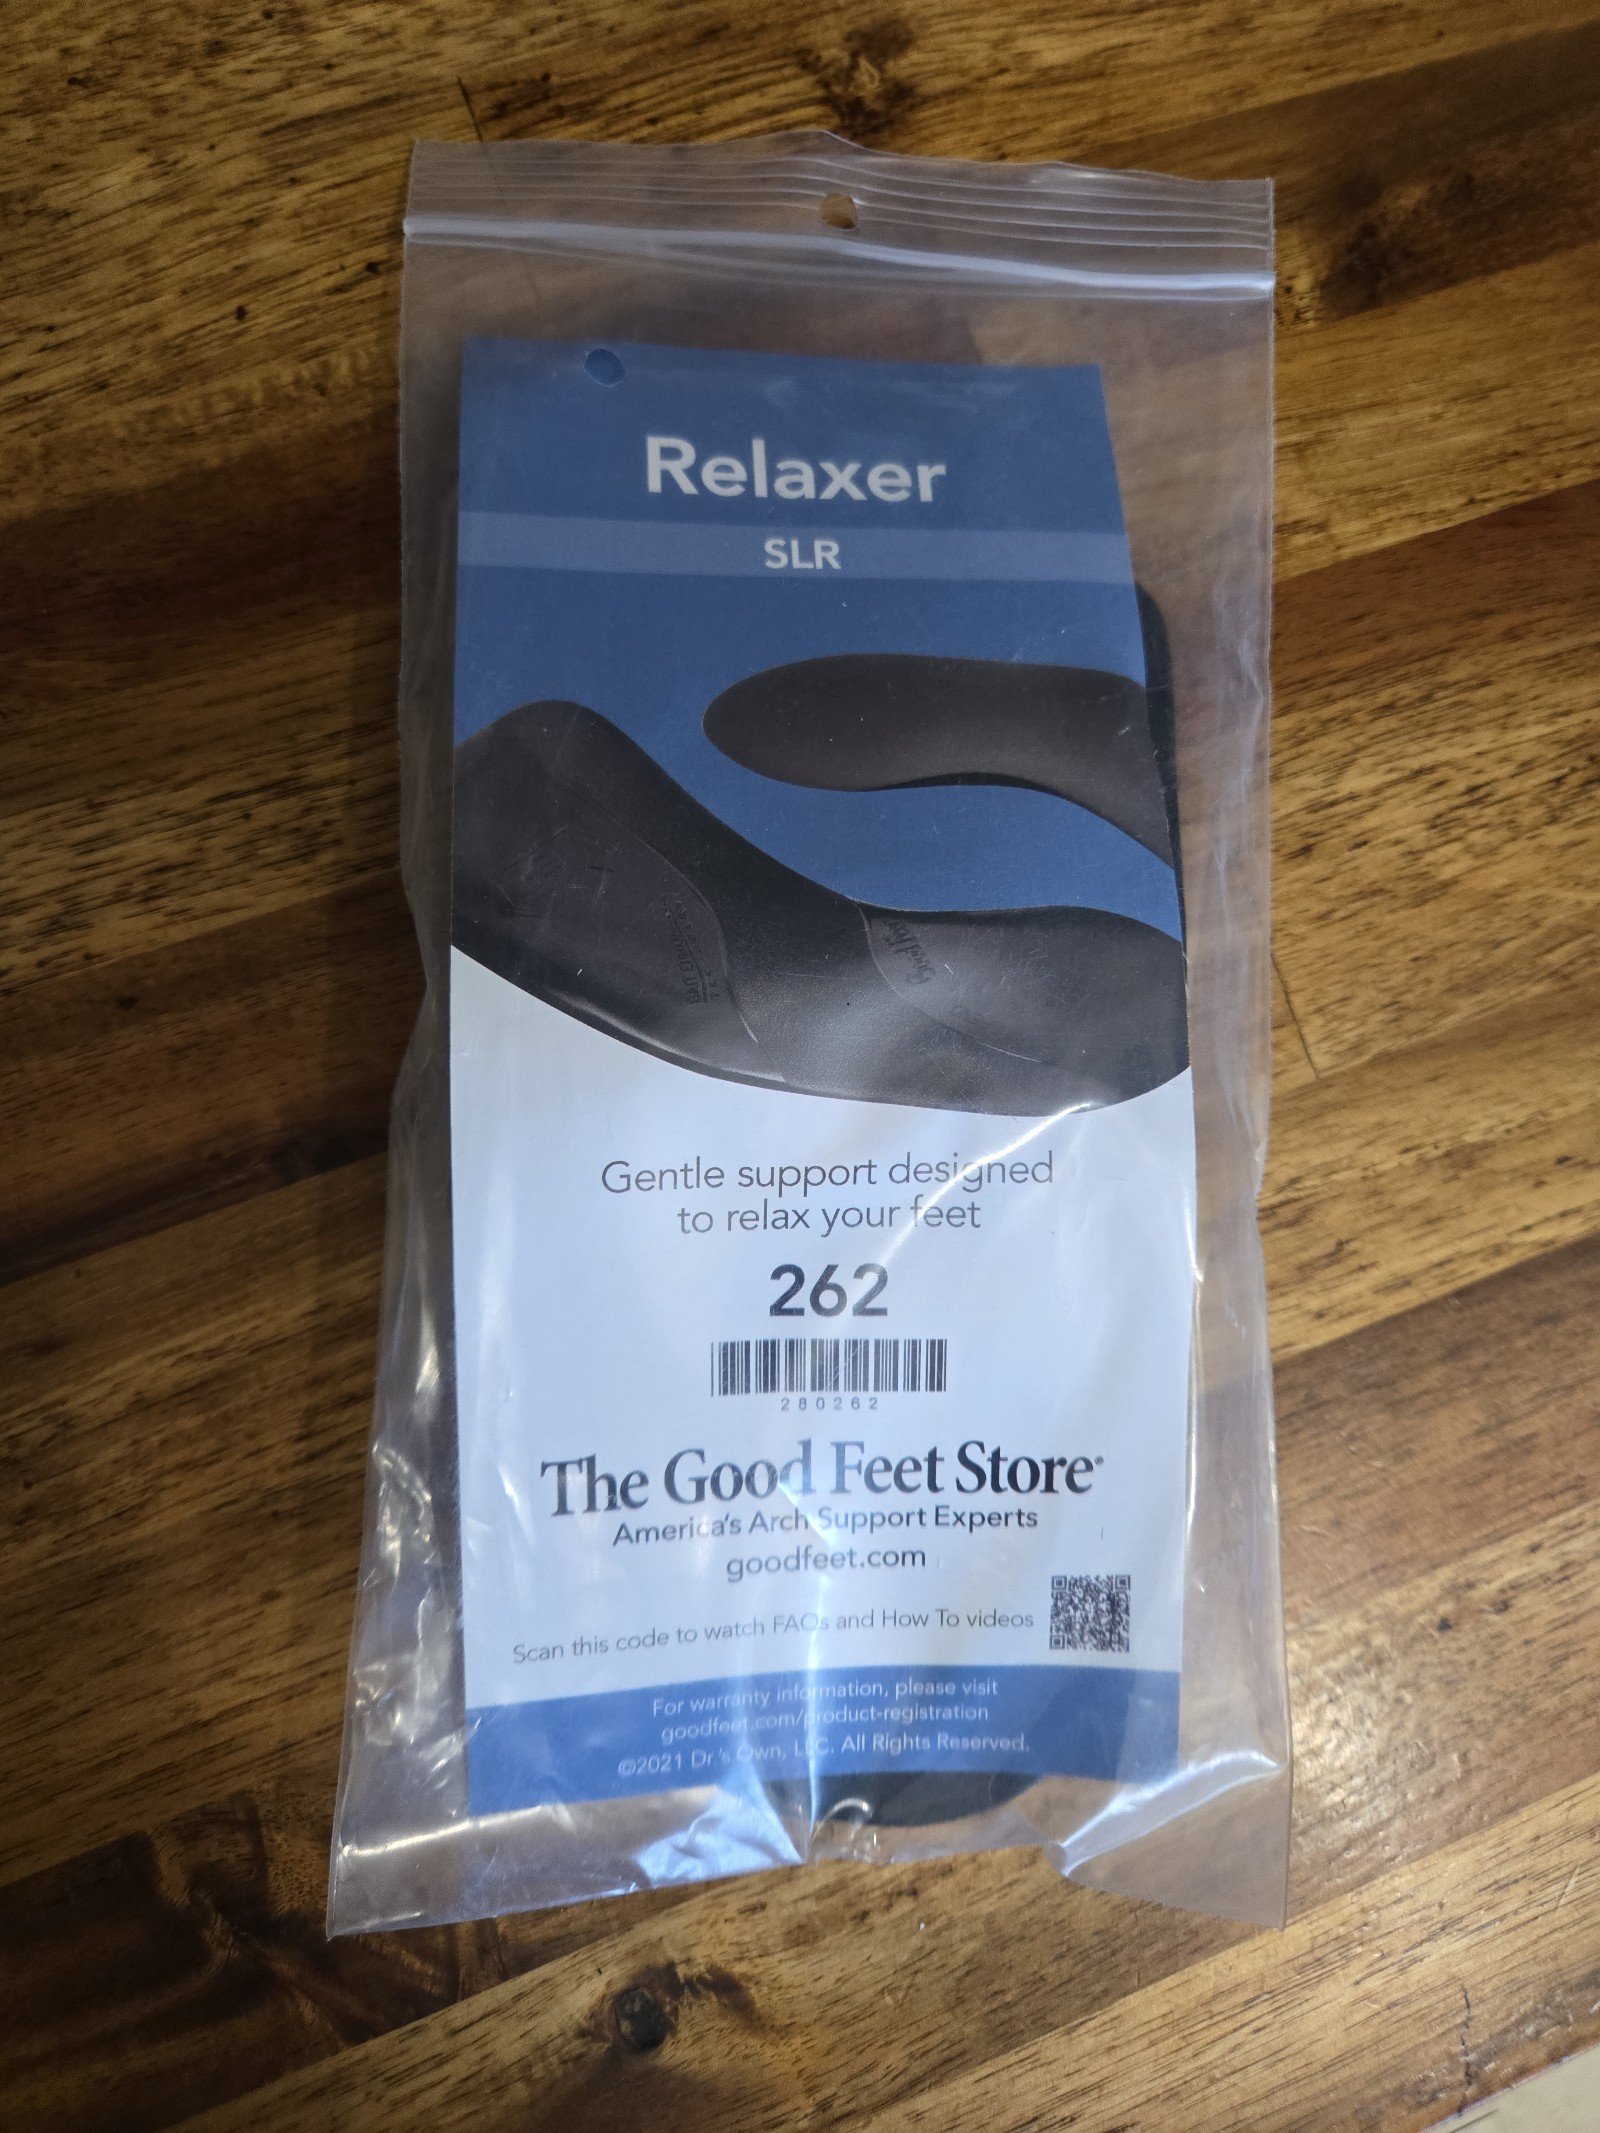 Relaxer
SLR
Gentle support designed
to relax your feet
262
280262
The Good Feet Store
America's Arch Support Experts
goodfeet.com
Scan this code to watch FAQs and How To videos
For warranty information, please visit
goodfeet.com/product-registration
©2021 Dr.'s Own, LLC. All Rights Reserved.